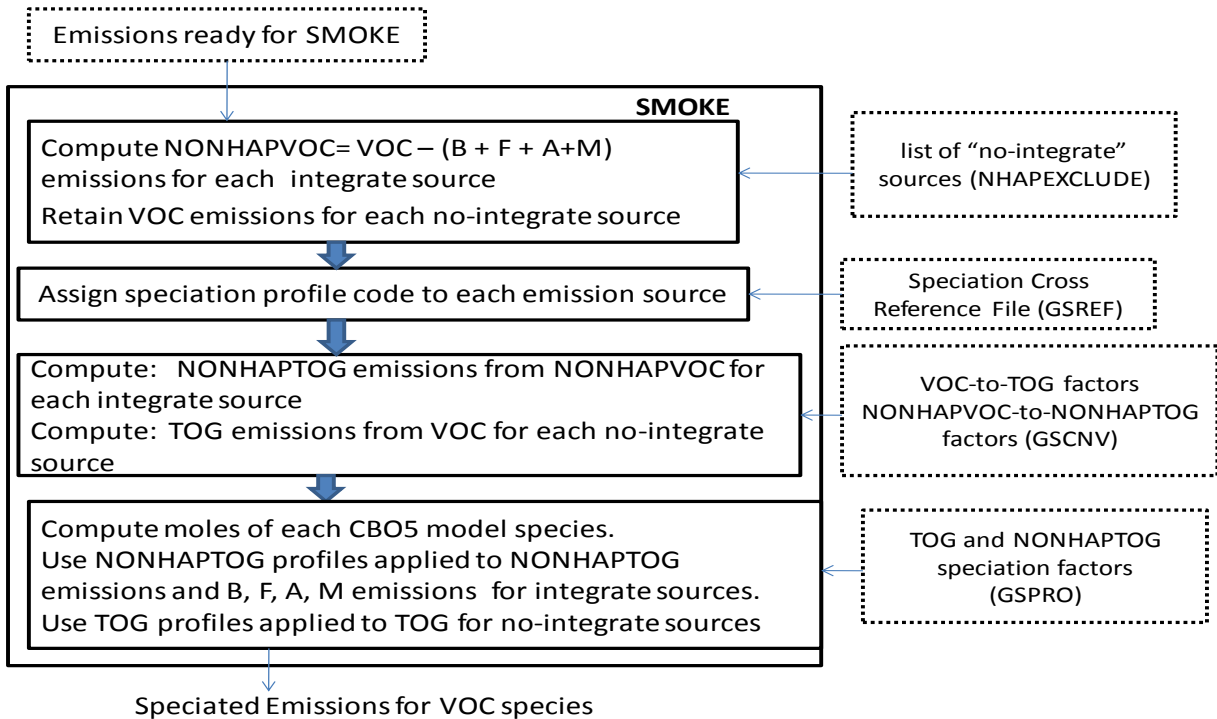 Emissions ready for SMOKE
SMOKE
Compute NONHAPVOC= VOC – (B + F + A+M)
emissions for each integrate source
Retain VOC emissions for each no-integrate source
list of “no-integrate”
sources (NHAPEXCLUDE)
Assign speciation profile code to each emission source
Speciation Cross
Reference File (GSREF)
Compute: NONHAPTOG emissions from NONHAPVOC for
each integrate source
Compute: TOG emissions from VOC for each no-integrate
source
VOC-to-TOG factors
NONHAPVOC-to-NONHAPTOG
factors (GSCNV)
Compute moles of each CBO5 model species.
Use NONHAPTOG profiles applied to NONHAPTOG
emissions and B, F, A, M emissions for integrate sources.
Use TOG profiles applied to TOG for no-integrate sources
TOG and NONHAPTOG
speciation factors
(GSPRO)
Speciated Emissions for VOC species